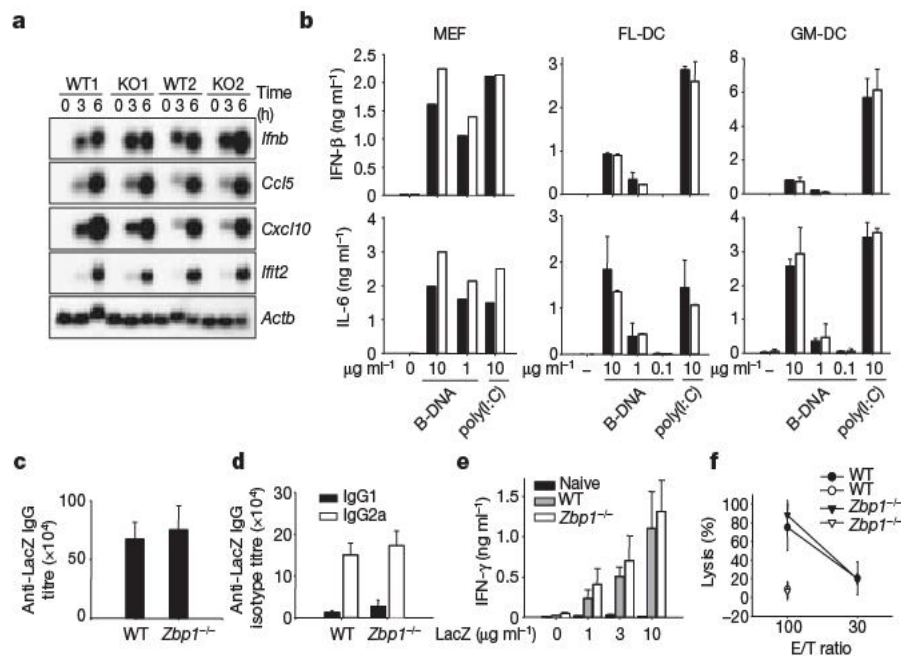 a
WT1 KO1 WT2 KO2 Time
0 3 6 0 3 6 0 3 6 0 3 6 (h)
Ifnb
Ccl5
Cxcl10
Ifit2
Actb
b
MEF FL-DC GM-DC
IFN-β (ng ml⁻¹)
2.5
2.0
1.5
1.0
0.5
0
3
2
1
0
8
6
4
2
0
IL-6 (ng ml⁻¹)
4
3
2
1
0
3
2
1
0
4
3
2
1
0
μg ml⁻¹ 0 10 1 10 – 10 1 0.1 10 – 10 1 0.1 10
B-DNA poly(I:C) B-DNA poly(I:C) B-DNA poly(I:C)
c
Anti-LacZ IgG
titre (×10⁴)
100
50
0
WT Zbp1⁻/⁻
d
Anti-LacZ IgG
isotype titre (×10⁴)
30
20
10
0
IgG1
IgG2a
WT Zbp1⁻/⁻
e
IFN-γ (ng ml⁻¹)
1.5
1.0
0.5
0
Naive
WT
Zbp1⁻/⁻
LacZ (μg ml⁻¹) 0 1 3 10
f
WT
WT
Zbp1⁻/⁻
Zbp1⁻/⁻
Lysis (%)
100
80
60
40
20
0
−20
100 30
E/T ratio